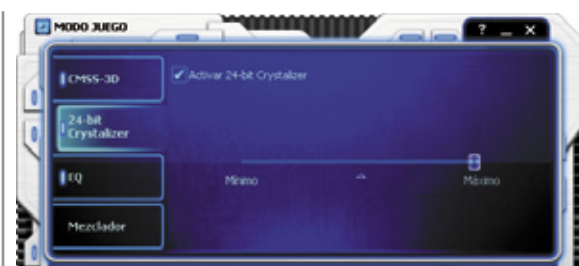 MODO JUEGO
? _ X
CMSS-3D
Activar 24-bit Crystalizer
24-bit
Crystalizer
EQ
Mínimo
Máximo
Mezclador